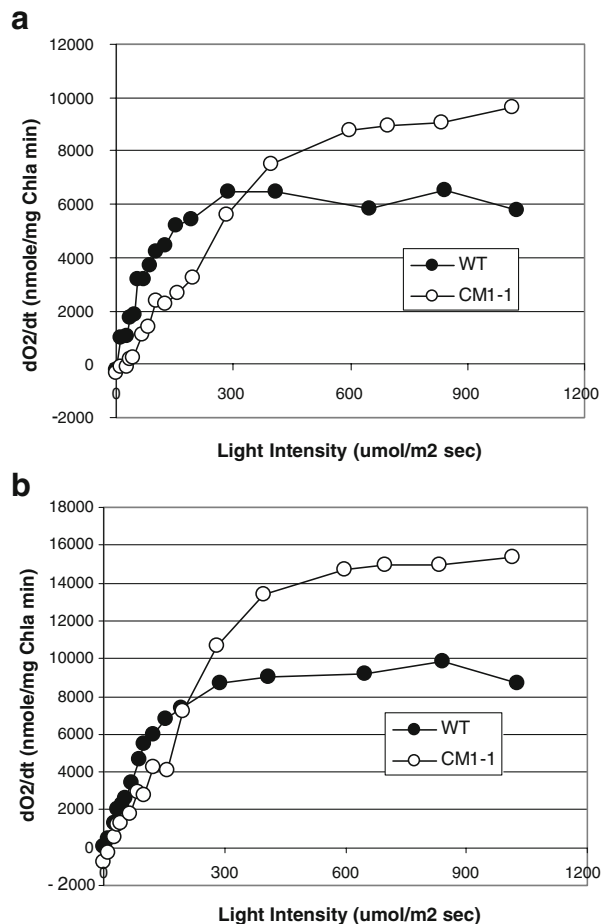 a
12000
10000
8000
6000
4000
2000
0
-2000
0 300 600 900 1200
dO2/dt (nmole/mg Chla min)
Light Intensity (umol/m2 sec)
WT
CM1-1
b
18000
16000
14000
12000
10000
8000
6000
4000
2000
0
- 2000
0 300 600 900 1200
dO2/dt (nmole/mg Chla min)
Light Intensity (umol/m2 sec)
WT
CM1-1